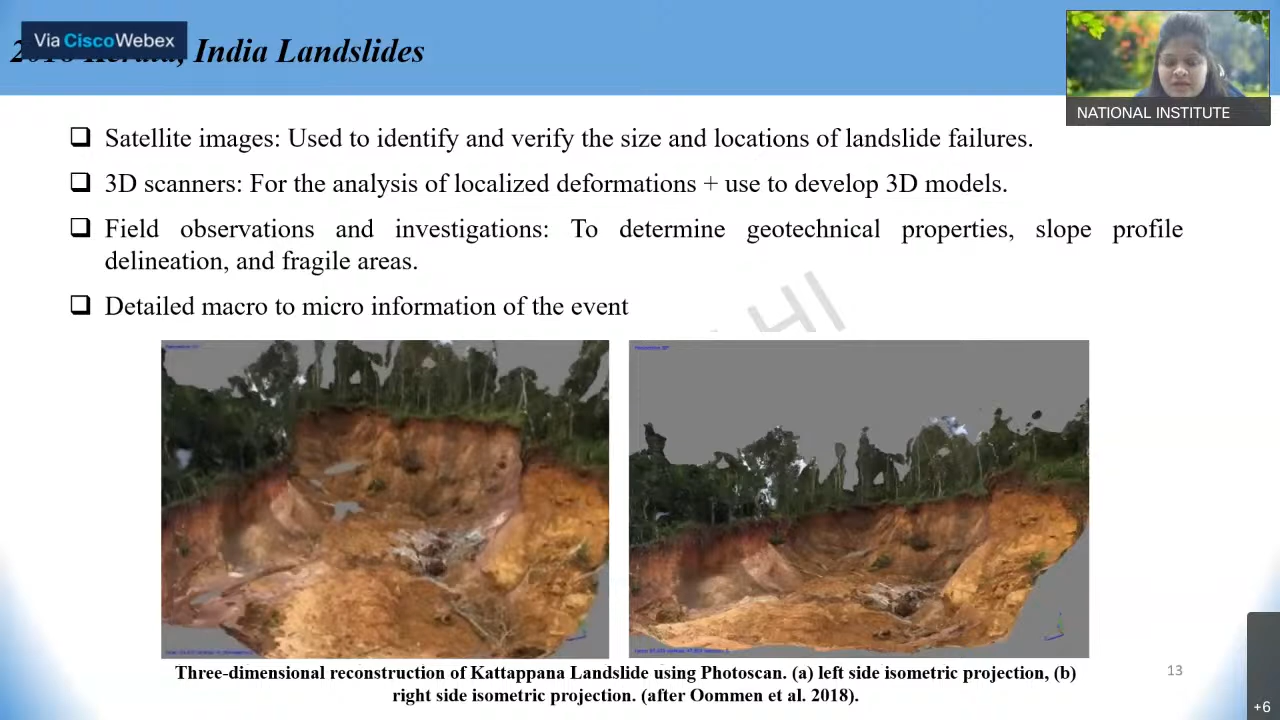 Via Cisco Webex
India Landslides
NATIONAL INSTITUTE
❑ Satellite images: Used to identify and verify the size and locations of landslide failures.
❑ 3D scanners: For the analysis of localized deformations + use to develop 3D models.
❑ Field observations and investigations: To determine geotechnical properties, slope profile
delineation, and fragile areas.
❑ Detailed macro to micro information of the event
Three-dimensional reconstruction of Kattappana Landslide using Photoscan. (a) left side isometric projection, (b)
right side isometric projection. (after Oommen et al. 2018).
13
+6